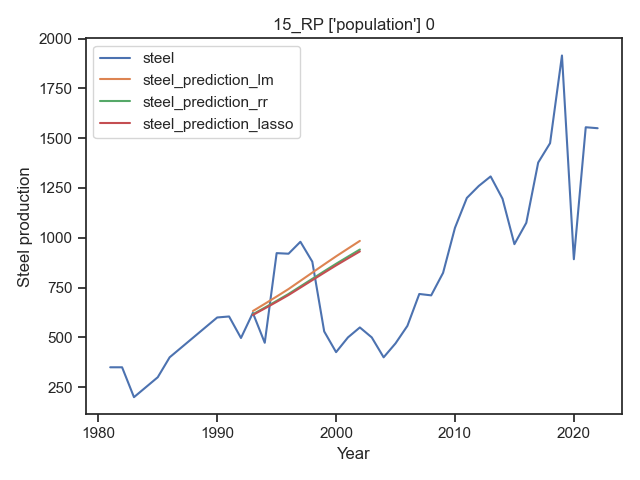 15_RP ['population'] 0
steel
steel_prediction_lm
steel_prediction_rr
steel_prediction_lasso
Steel production
2000
1750
1500
1250
1000
750
500
250
1980 1990 2000 2010 2020
Year